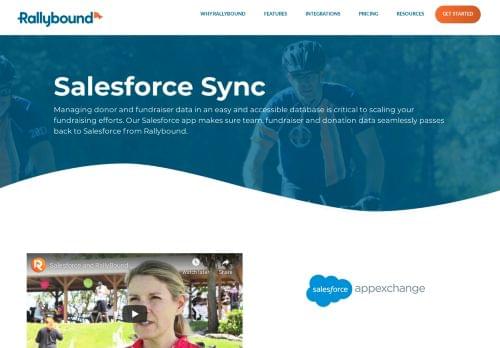 Rallybound
WHY RALLYBOUND
FEATURES
INTEGRATIONS
PRICING
RESOURCES
GET STARTED
Salesforce Sync
Managing donor and fundraiser data in an easy and accessible database is critical to scaling your
fundraising efforts. Our Salesforce app makes sure team, fundraiser and donation data seamlessly passes
back to Salesforce from Rallybound.
R
Salesforce and RallyBound
Watch later
Share
salesforce appexchange